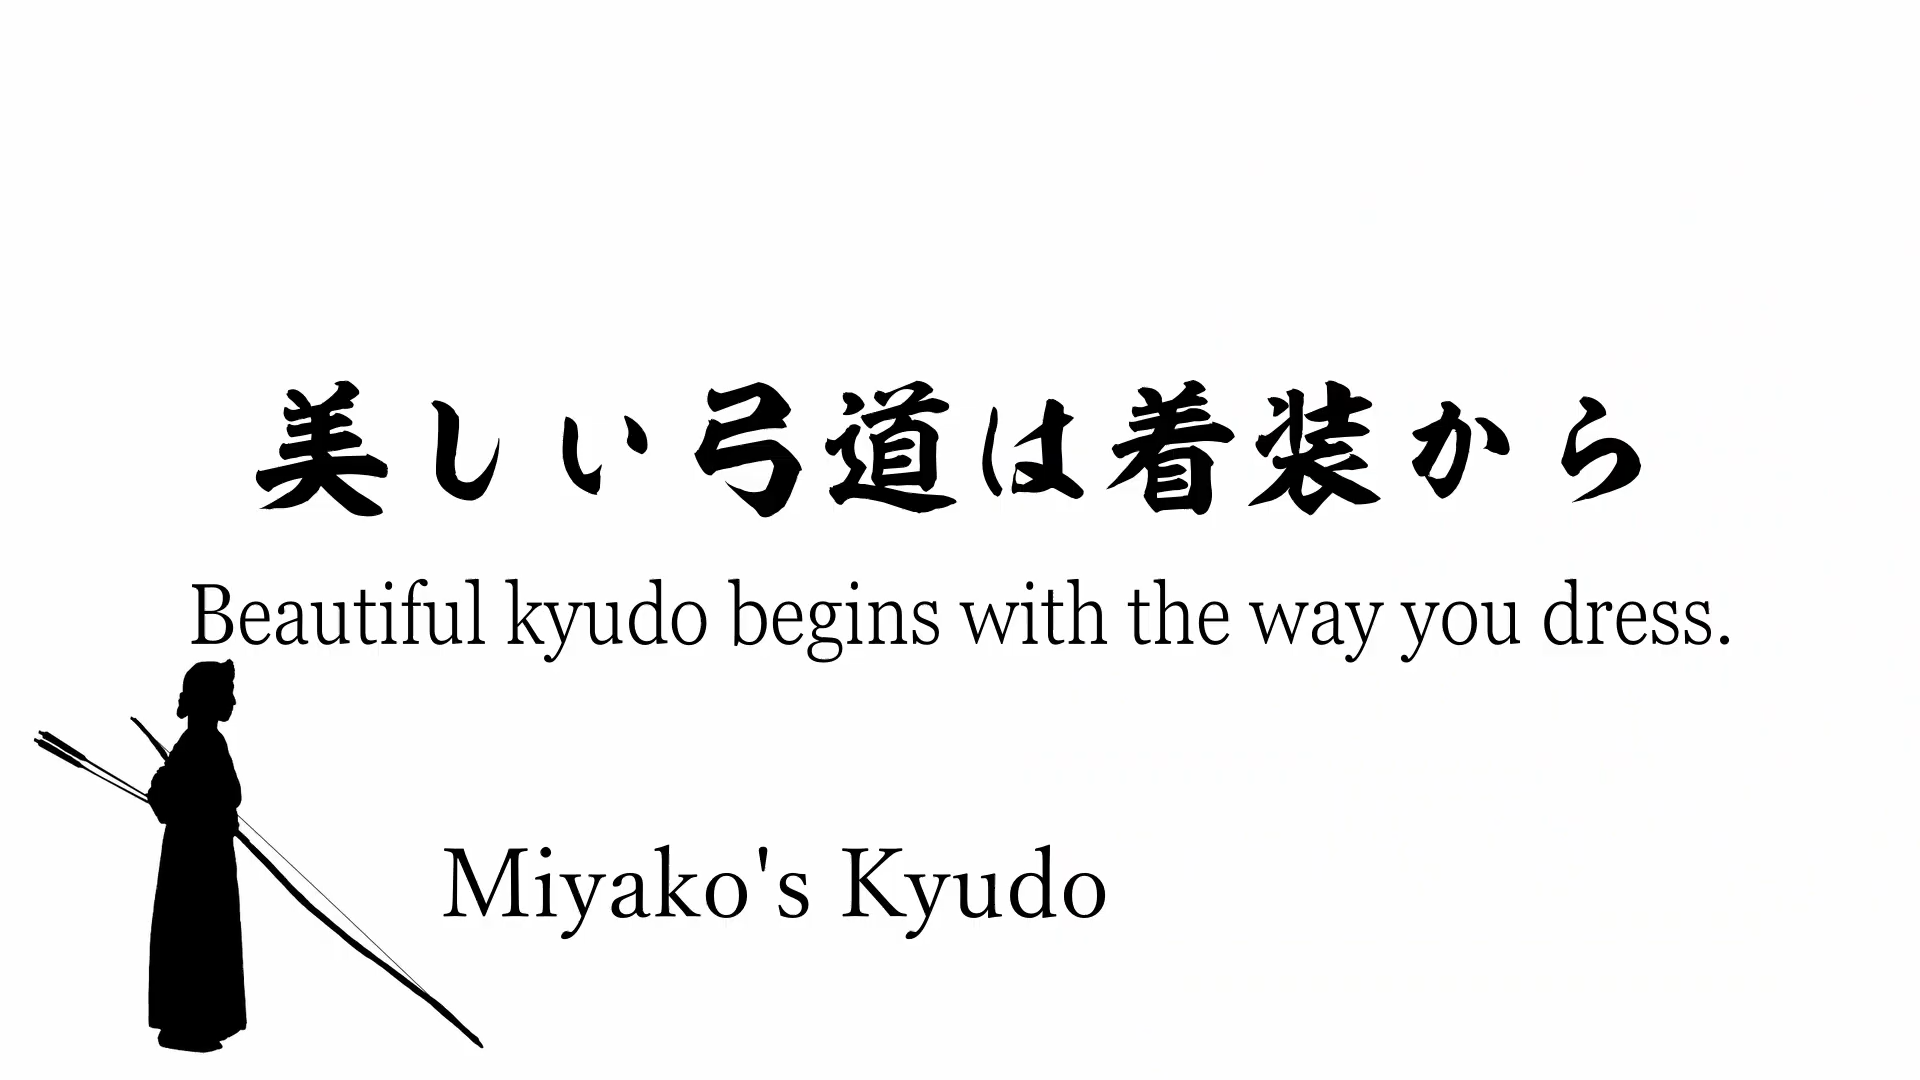 美しい弓道は着装から
Beautiful kyudo begins with the way you dress.
Miyako's Kyudo